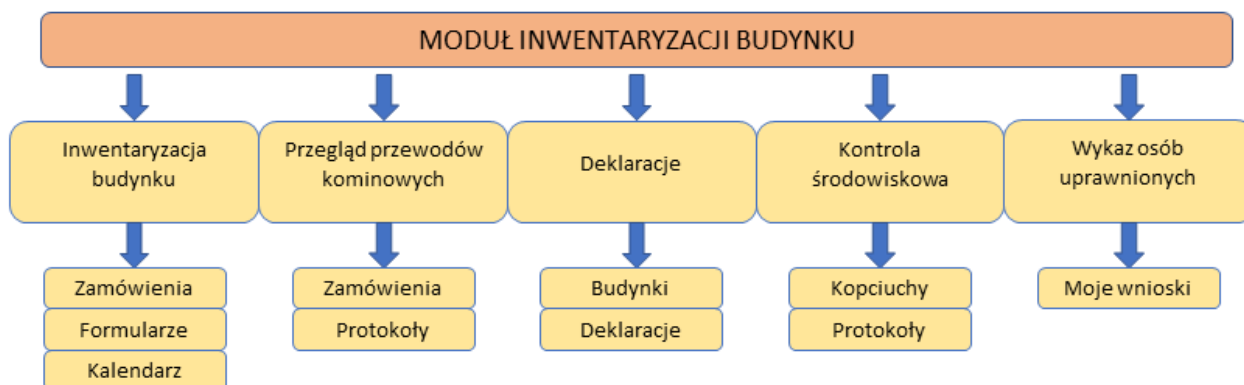 MODUŁ INWENTARYZACJI BUDYNKU
Inwentaryzacja
budynku
Przegląd przewodów
kominowych
Deklaracje
Kontrola
środowiskowa
Wykaz osób
uprawnionych
Zamówienia
Formularze
Kalendarz
Zamówienia
Protokoły
Budynki
Deklaracje
Kopciuchy
Protokoły
Moje wnioski